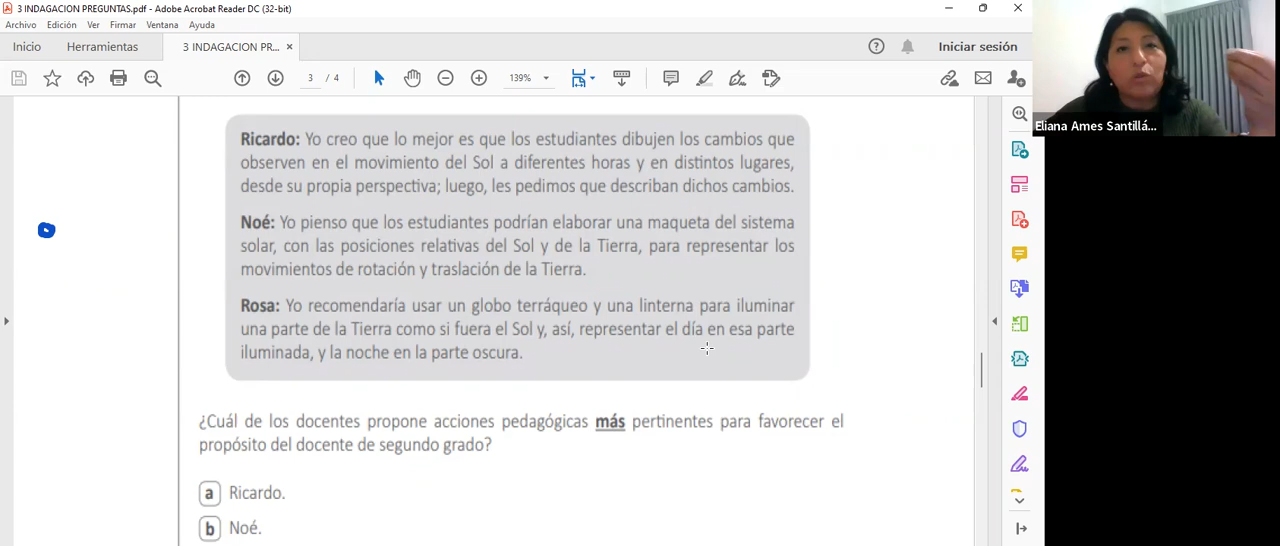 3 INDAGACION PREGUNTAS.pdf - Adobe Acrobat Reader DC (32-bit)
Archivo Edición Ver Firmar Ventana Ayuda
Inicio Herramientas 3 INDAGACION PR... × Iniciar sesión
3 / 4 139%
Eliana Ames Santillá...
Ricardo: Yo creo que lo mejor es que los estudiantes dibujen los cambios que
observen en el movimiento del Sol a diferentes horas y en distintos lugares,
desde su propia perspectiva; luego, les pedimos que describan dichos cambios.
Noé: Yo pienso que los estudiantes podrían elaborar una maqueta del sistema
solar, con las posiciones relativas del Sol y de la Tierra, para representar los
movimientos de rotación y traslación de la Tierra.
Rosa: Yo recomendaría usar un globo terráqueo y una linterna para iluminar
una parte de la Tierra como si fuera el Sol y, así, representar el día en esa parte
iluminada, y la noche en la parte oscura.
¿Cuál de los docentes propone acciones pedagógicas más pertinentes para favorecer el
propósito del docente de segundo grado?
a Ricardo.
b Noé.